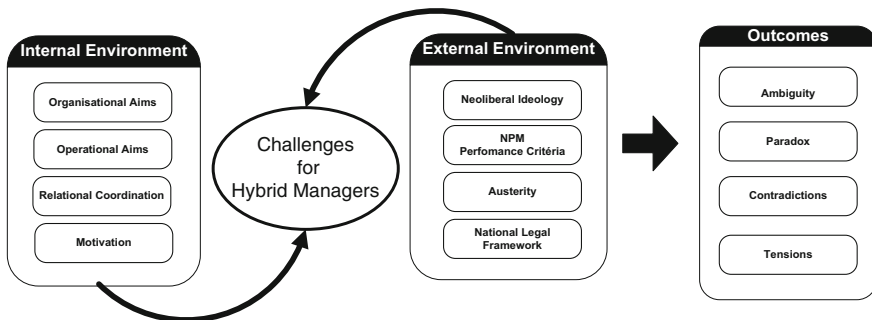 Internal Environment
Organisational Aims
Operational Aims
Relational Coordination
Motivation
Challenges
for
Hybrid Managers
External Environment
Neoliberal Ideology
NPM
Perfomance Critéria
Austerity
National Legal
Framework
Outcomes
Ambiguity
Paradox
Contradictions
Tensions